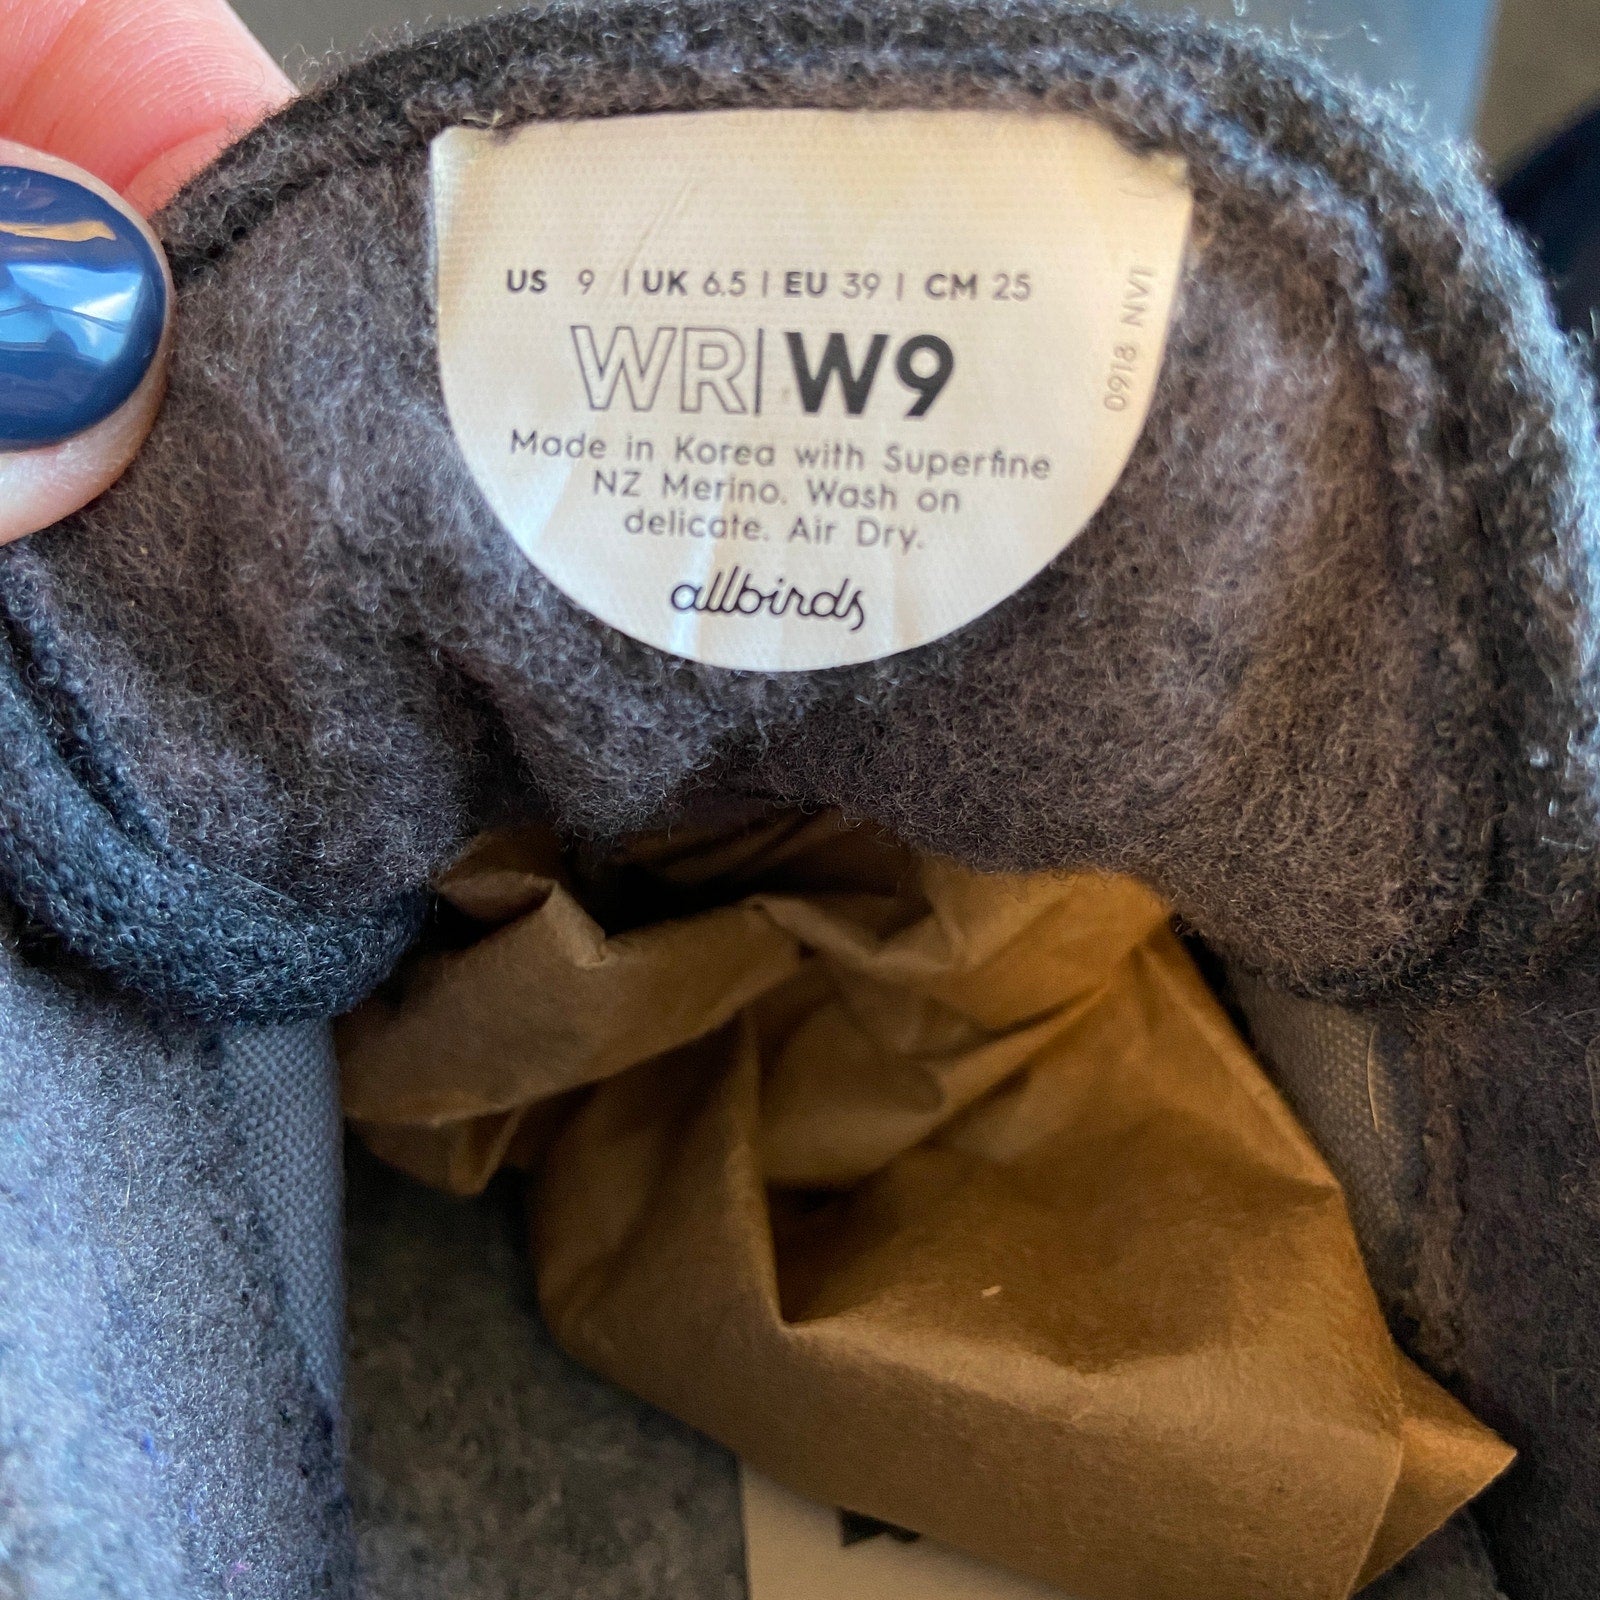 US 9 | UK 6.5 | EU 39 | CM 25
WR|W9
Made in Korea with Superfine
NZ Merino. Wash on
delicate. Air Dry.
allbirds
0918 NVI